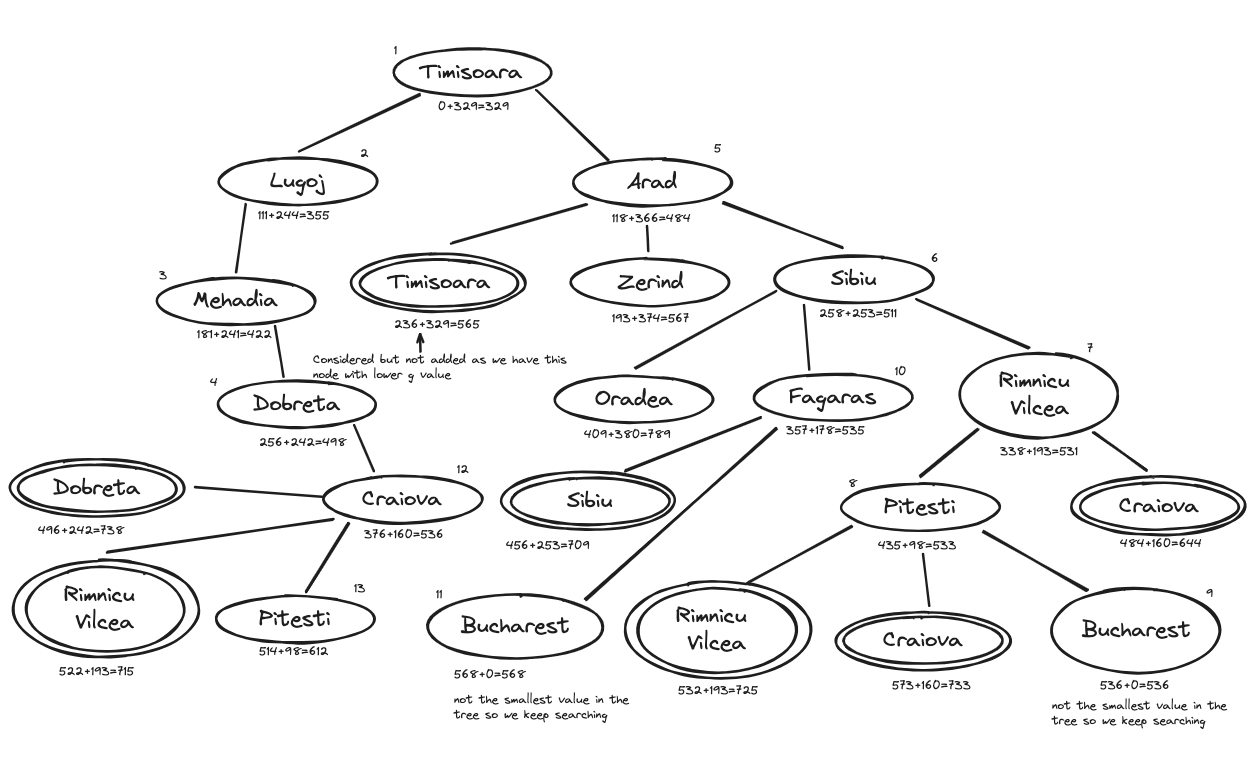 1
Timisoara
0+329=329
2
Lugoj
111+244=355
5
Arad
118+366=484
3
Mehadia
181+241=422
Timisoara
236+329=565
Considered but not added as we have this
node with lower g value
Zerind
193+374=567
6
Sibiu
258+253=511
4
Dobreta
256+242=498
Oradea
409+380=789
10
Fagaras
357+178=535
7
Rimnicu
Vilcea
338+193=531
Dobreta
496+242=738
12
Craiova
376+160=536
Sibiu
456+253=709
8
Pitesti
435+98=533
Craiova
484+160=644
Rimnicu
Vilcea
522+193=715
13
Pitesti
514+98=612
11
Bucharest
568+0=568
not the smallest value in the
tree so we keep searching
Rimnicu
Vilcea
532+193=725
Craiova
573+160=733
9
Bucharest
536+0=536
not the smallest value in the
tree so we keep searching